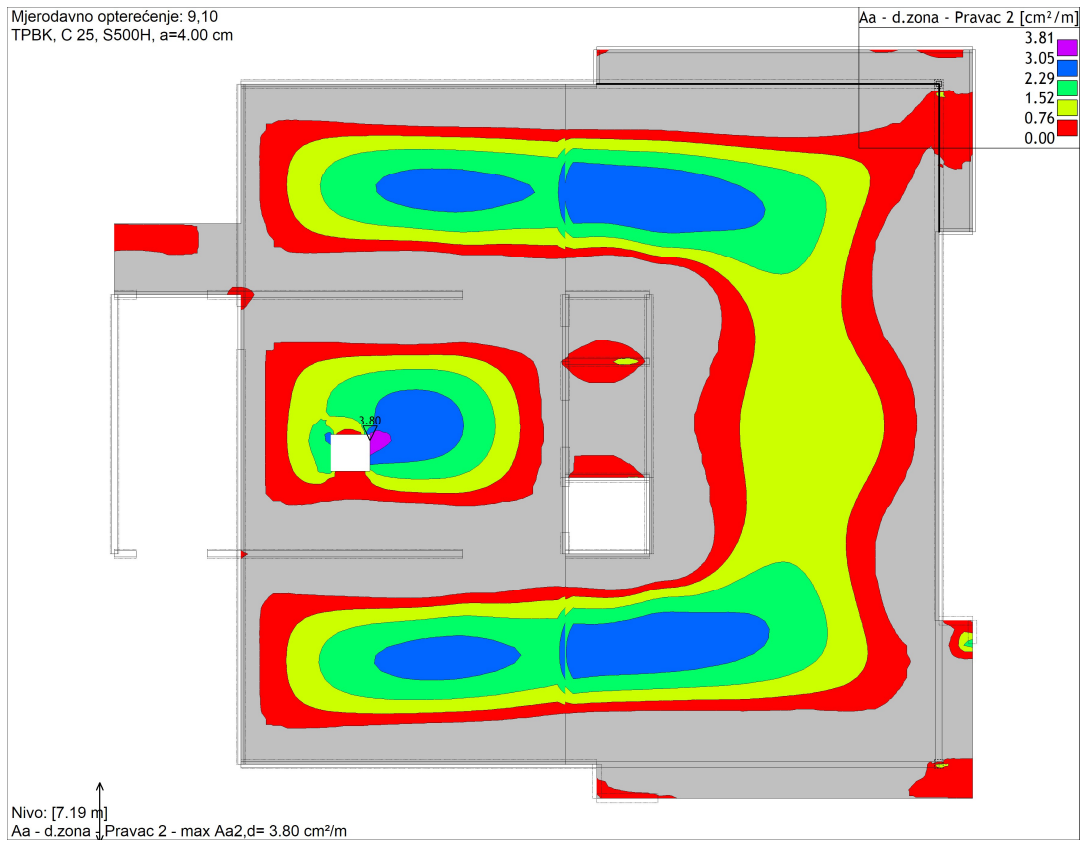 Mjerodavno opterećenje: 9,10
TPBK, C 25, S500H, a=4.00 cm
Aa - d.zona - Pravac 2 [cm²/m]
3.81
3.05
2.29
1.52
0.76
0.00
3.80
Nivo: [7.19 m]
Aa - d.zona - Pravac 2 - max Aa2,d= 3.80 cm²/m